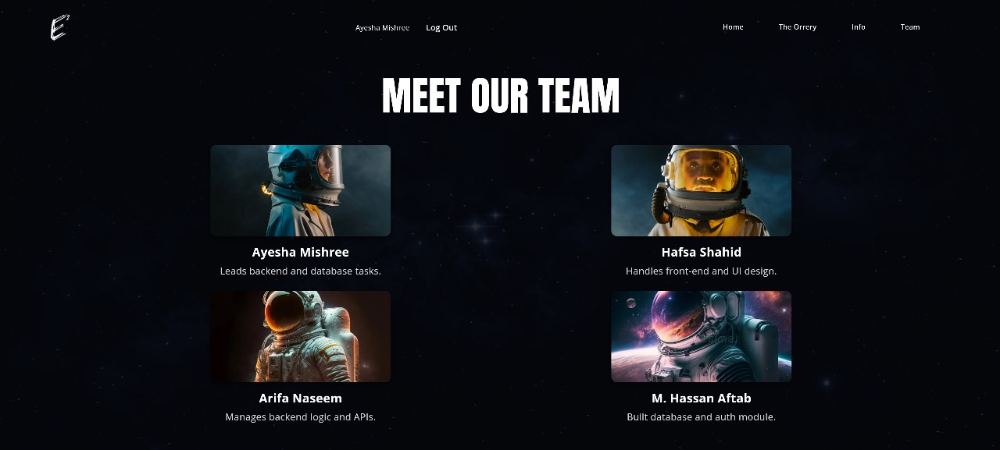 E²
Ayesha Mishree Log Out
Home The Orrery Info Team
MEET OUR TEAM
Ayesha Mishree
Leads backend and database tasks.
Hafsa Shahid
Handles front-end and UI design.
Arifa Naseem
Manages backend logic and APIs.
M. Hassan Aftab
Built database and auth module.